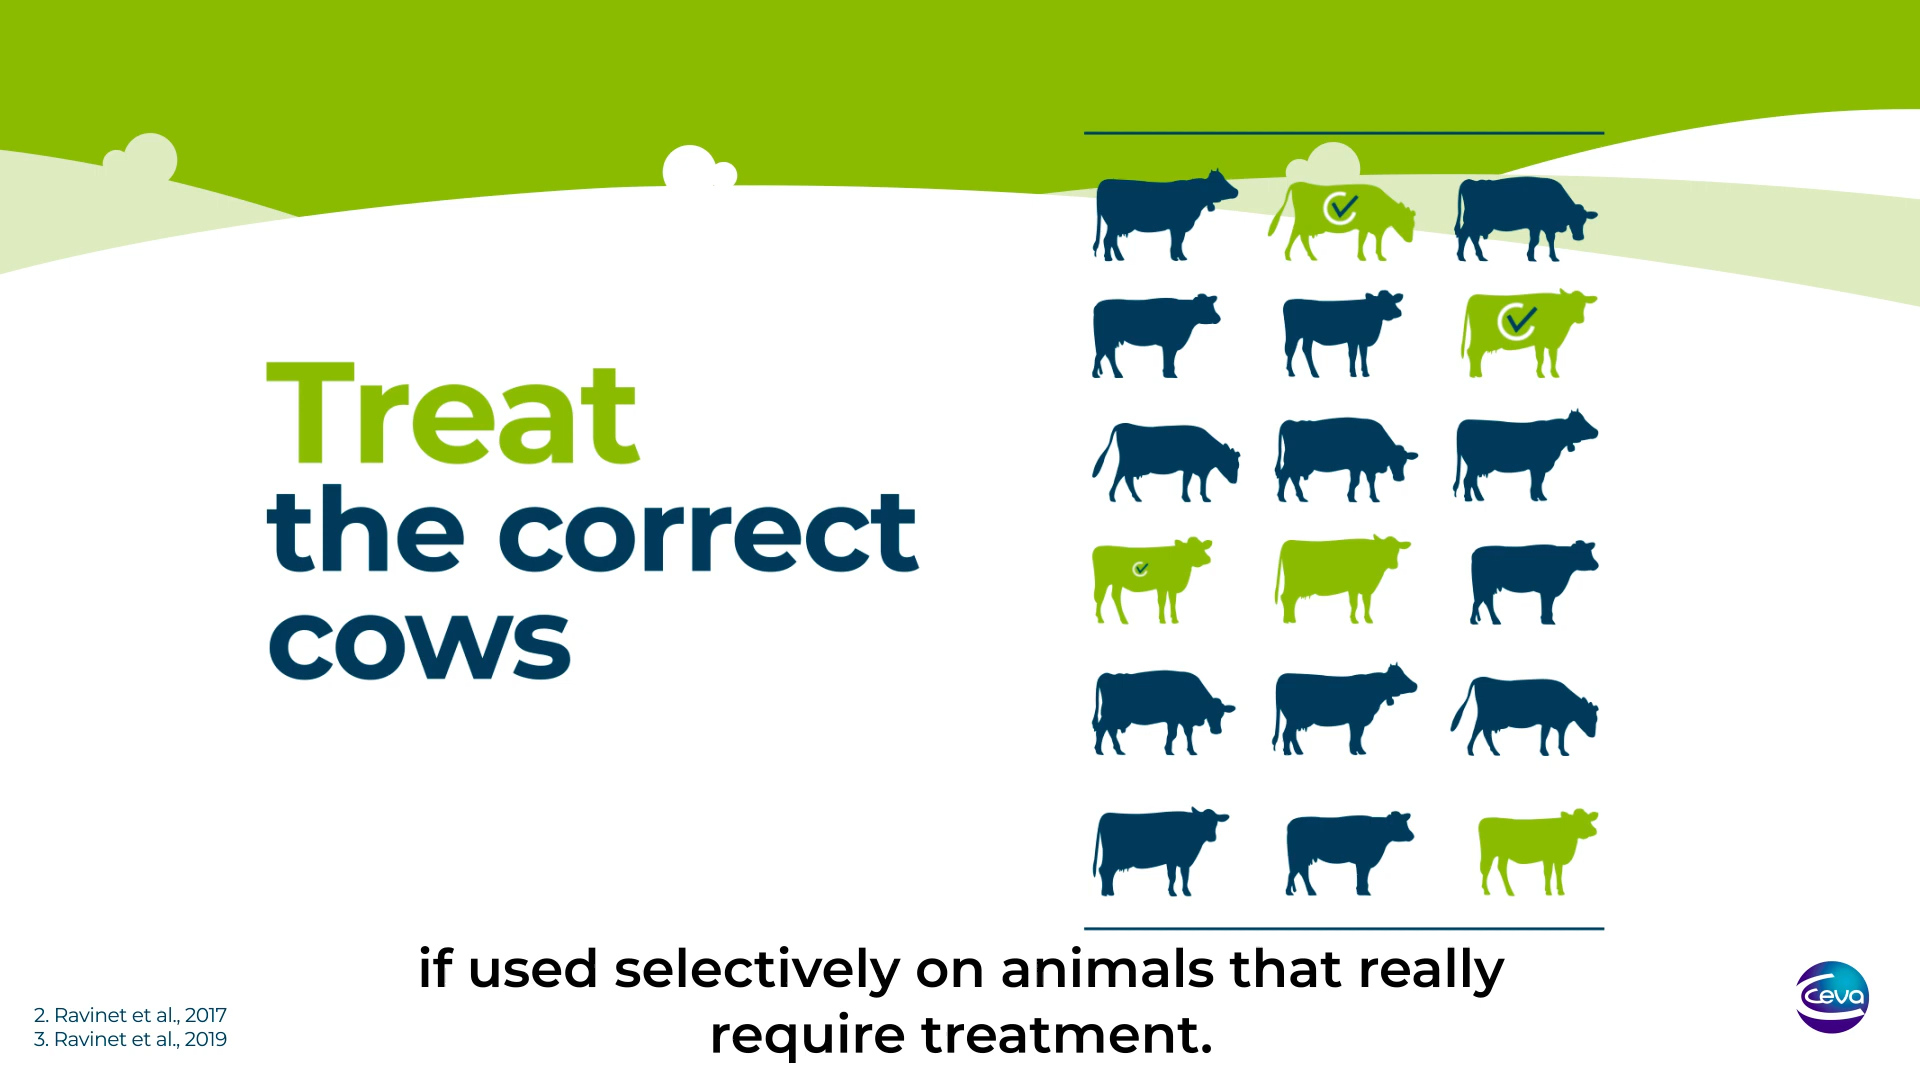 Treat
the correct
cows
if used selectively on animals that really
require treatment.
2. Ravinet et al., 2017
3. Ravinet et al., 2019
ceva